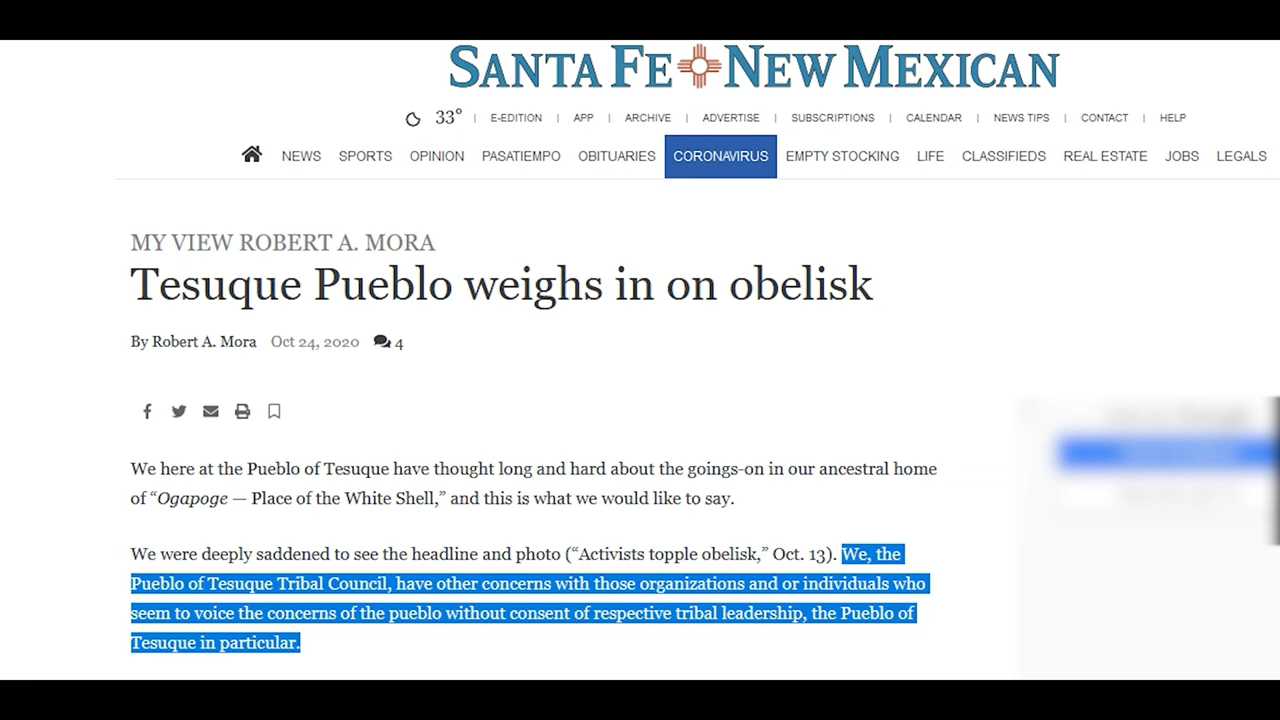 SANTA FE NEW MEXICAN
33° | E-EDITION | APP | ARCHIVE | ADVERTISE | SUBSCRIPTIONS | CALENDAR | NEWS TIPS | CONTACT | HELP
NEWS SPORTS OPINION PASATIEMPO OBITUARIES CORONAVIRUS EMPTY STOCKING LIFE CLASSIFIEDS REAL ESTATE JOBS LEGALS
MY VIEW ROBERT A. MORA
Tesuque Pueblo weighs in on obelisk
By Robert A. Mora Oct 24, 2020 4
We here at the Pueblo of Tesuque have thought long and hard about the goings-on in our ancestral home
of “Ogapoge — Place of the White Shell,” and this is what we would like to say.
We were deeply saddened to see the headline and photo (“Activists topple obelisk,” Oct. 13). We, the
Pueblo of Tesuque Tribal Council, have other concerns with those organizations and or individuals who
seem to voice the concerns of the pueblo without consent of respective tribal leadership, the Pueblo of
Tesuque in particular.